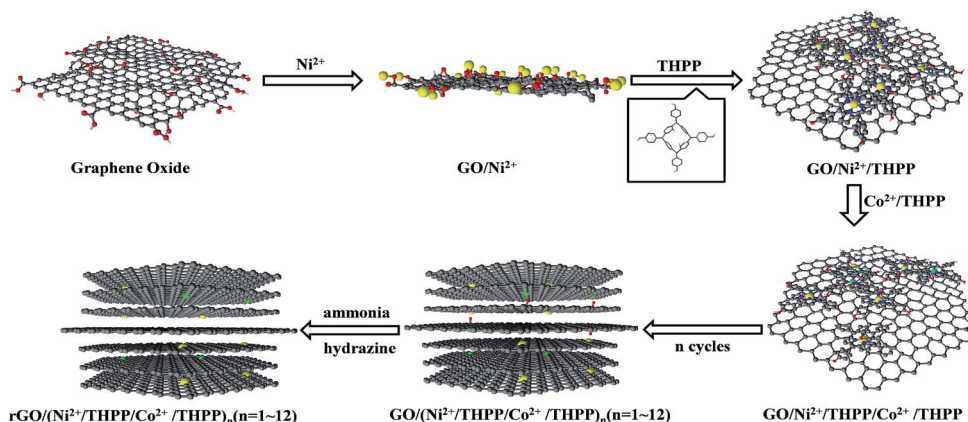 Ni²⁺
THPP
Graphene Oxide
GO/Ni²⁺
GO/Ni²⁺/THPP
Co²⁺/THPP
ammonia
hydrazine
n cycles
rGO/(Ni²⁺/THPP/Co²⁺ /THPP)ₙ(n=1~12)
GO/(Ni²⁺/THPP/Co²⁺ /THPP)ₙ(n=1~12)
GO/Ni²⁺/THPP/Co²⁺ /THPP